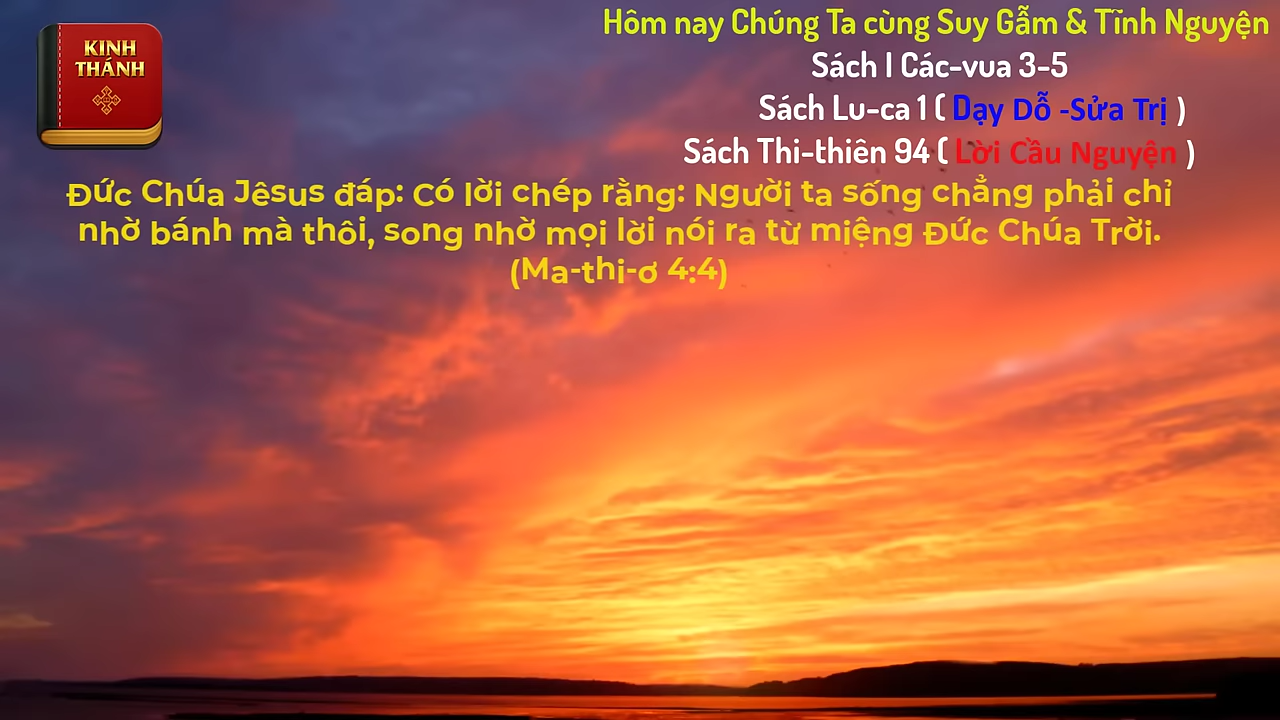 KINH
THÁNH
Hôm nay Chúng Ta cùng Suy Gẫm & Tĩnh Nguyện
Sách I Các-vua 3-5
Sách Lu-ca 1 ( Dạy Dỗ -Sửa Trị )
Sách Thi-thiên 94 ( Lời Cầu Nguyện )
Đức Chúa Jêsus đáp: Có lời chép rằng: Người ta sống chẳng phải chỉ
nhờ bánh mà thôi, song nhờ mọi lời nói ra từ miệng Đức Chúa Trời.
(Ma-thi-ơ 4:4)